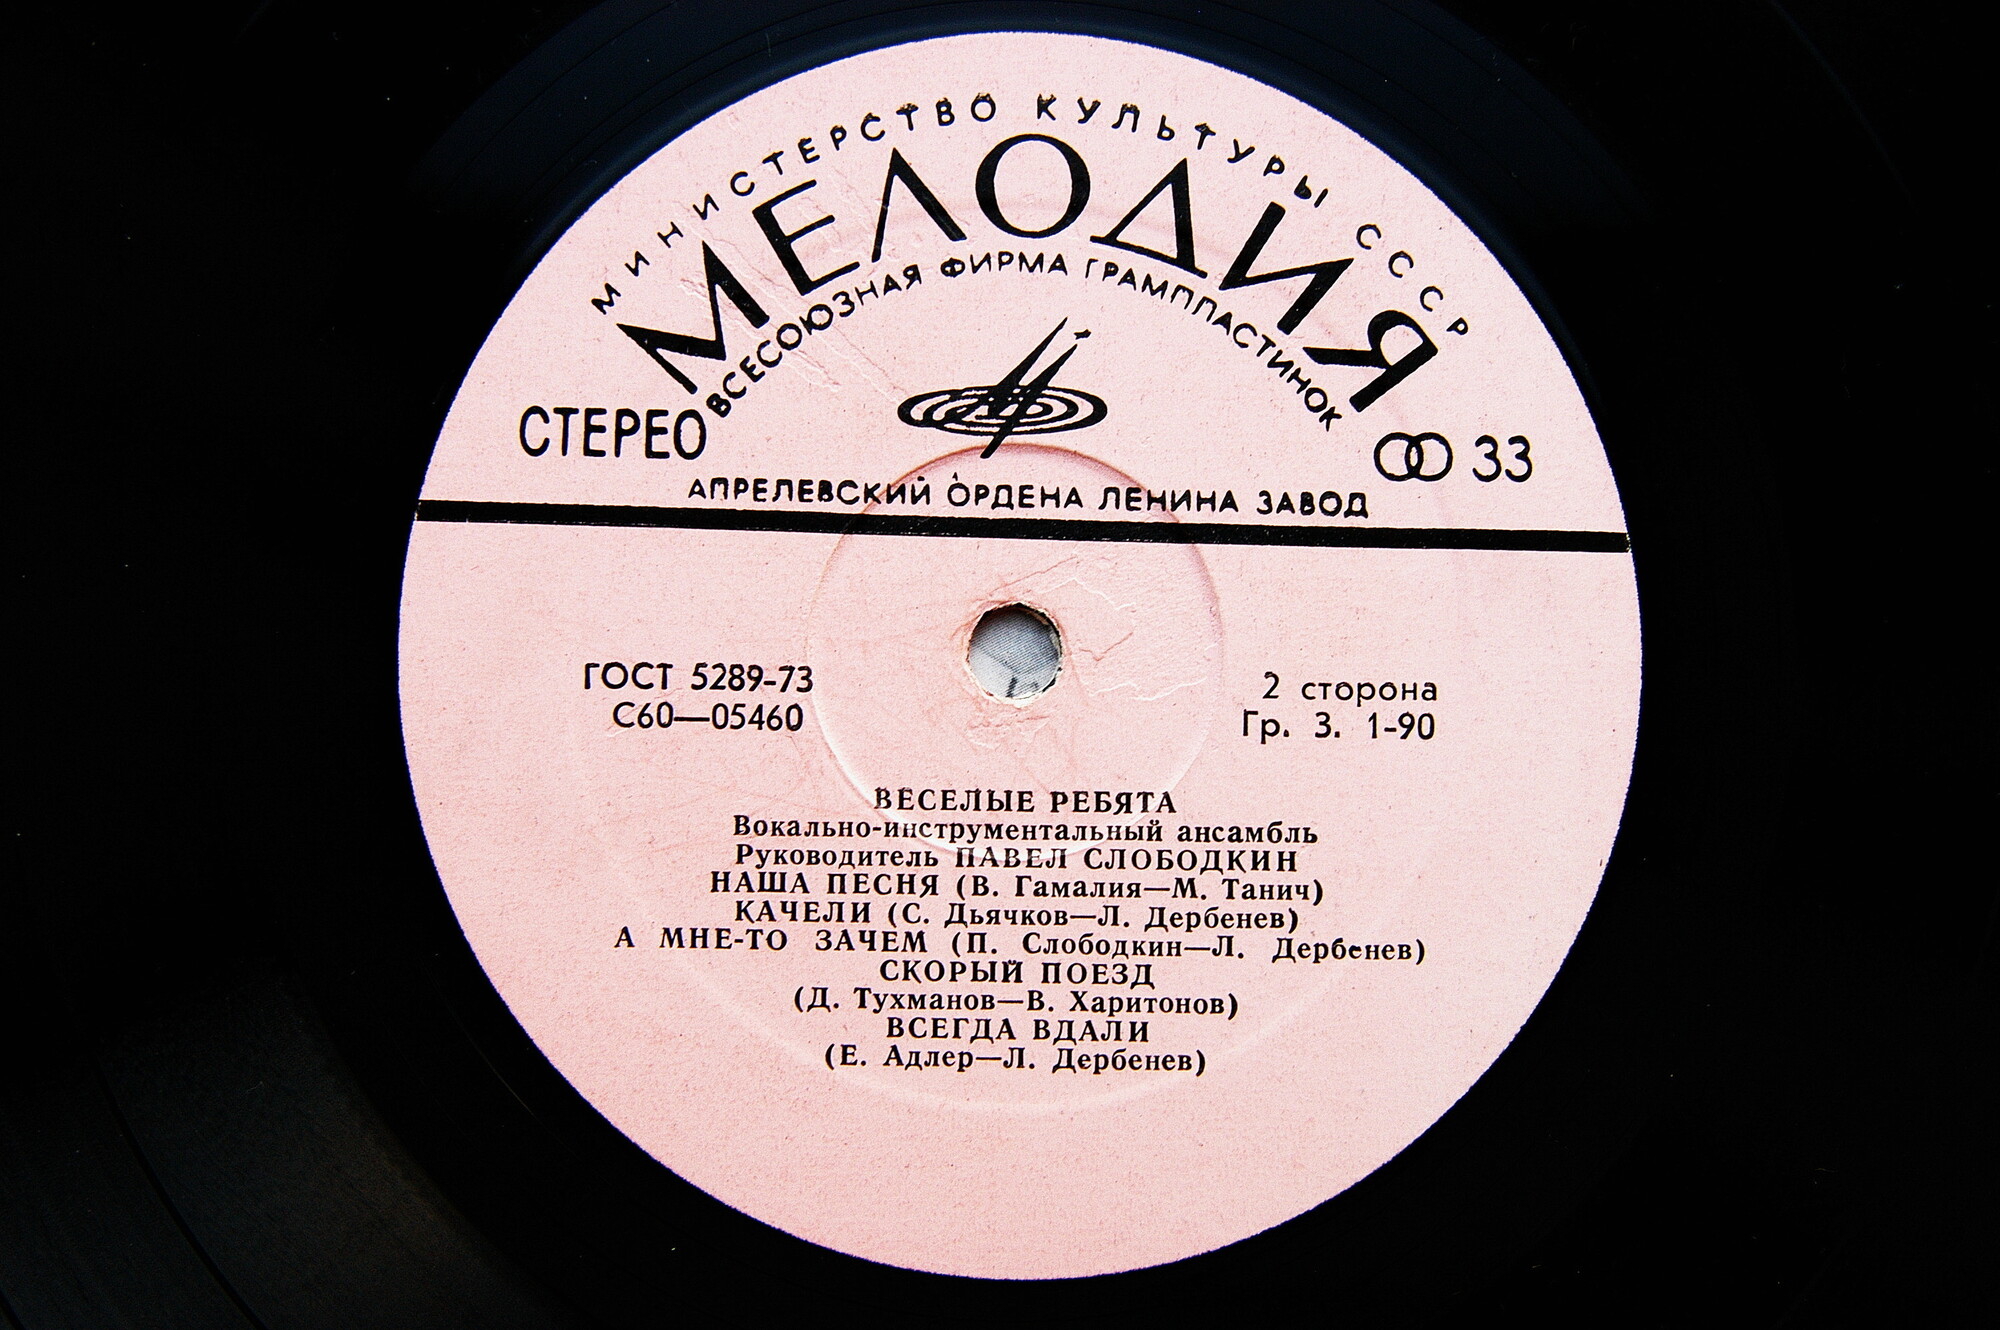 МИНИСТЕРСТВО КУЛЬТУРЫ СССР
МЕЛОДИЯ
ВСЕСОЮЗНАЯ ФИРМА ГРАМПЛАСТИНОК
СТЕРЕО
33
АПРЕЛЕВСКИЙ ОРДЕНА ЛЕНИНА ЗАВОД
ГОСТ 5289-73
С60—05460
2 сторона
Гр. 3. 1-90
ВЕСЕЛЫЕ РЕБЯТА
Вокально-инструментальный ансамбль
Руководитель ПАВЕЛ СЛОБОДКИН
НАША ПЕСНЯ (В. Гамалия—М. Танич)
КАЧЕЛИ (С. Дьячков—Л. Дербенев)
А МНЕ-ТО ЗАЧЕМ (П. Слободкин—Л. Дербенев)
СКОРЫЙ ПОЕЗД
(Д. Тухманов—В. Харитонов)
ВСЕГДА ВДАЛИ
(Е. Адлер—Л. Дербенев)